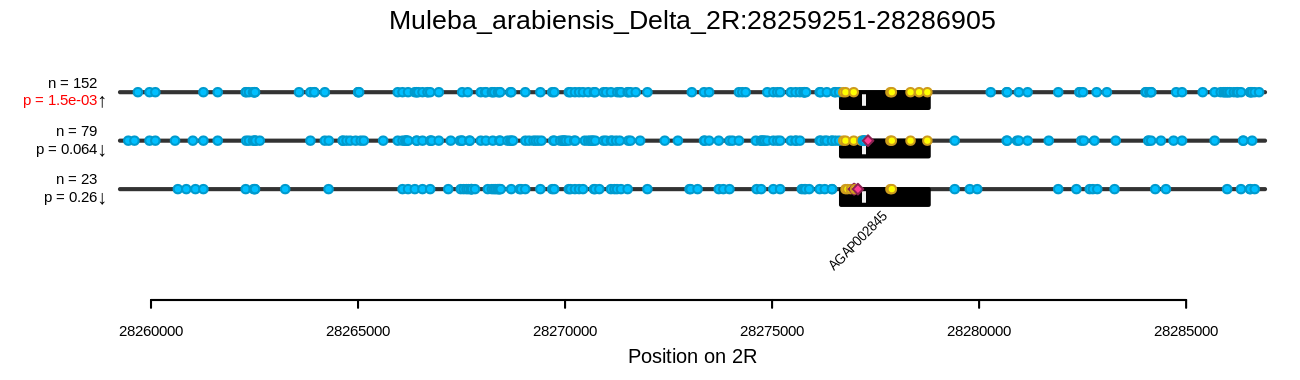 Muleba_arabiensis_Delta_2R:28259251-28286905
n = 152
p = 1.5e-03↑
n = 79
p = 0.064↓
n = 23
p = 0.26↓
AGAP002845
28260000 28265000 28270000 28275000 28280000 28285000
Position on 2R